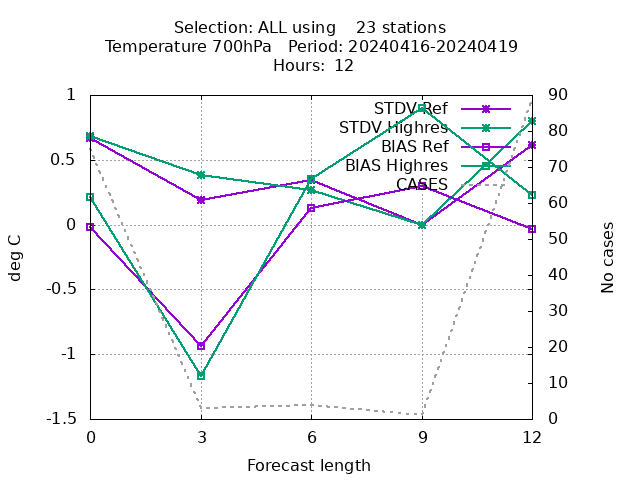 Selection: ALL using    23 stations
Temperature 700hPa   Period: 20240416-20240419
Hours:  12
STDV Ref
STDV Highres
BIAS Ref
BIAS Highres
CASES
1
0.5
0
-0.5
-1
-1.5
deg C
90
80
70
60
50
40
30
20
10
0
No cases
0 3 6 9 12
Forecast length